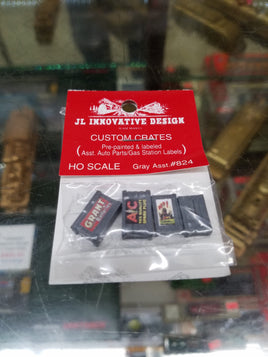 JL INNOVATIVE DESIGN
CUSTOM CRATES
Pre-painted & labeled
(Asst. Auto Parts/Gas Station Labels)
HO SCALE Gray Asst. #824
GRANT
A/C